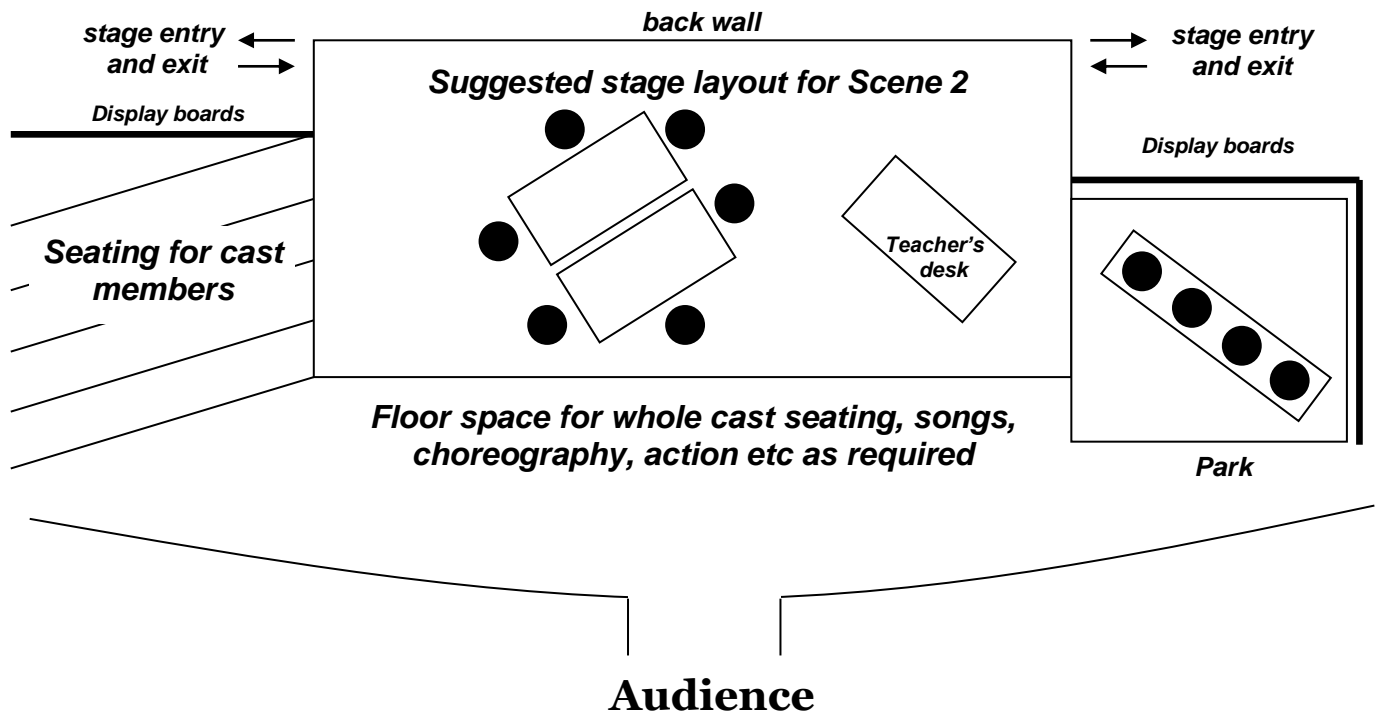 back wall
stage entry
and exit
stage entry
and exit
Suggested stage layout for Scene 2
Display boards
Display boards
Seating for cast
members
Teacher's
desk
Floor space for whole cast seating, songs,
choreography, action etc as required
Park
Audience